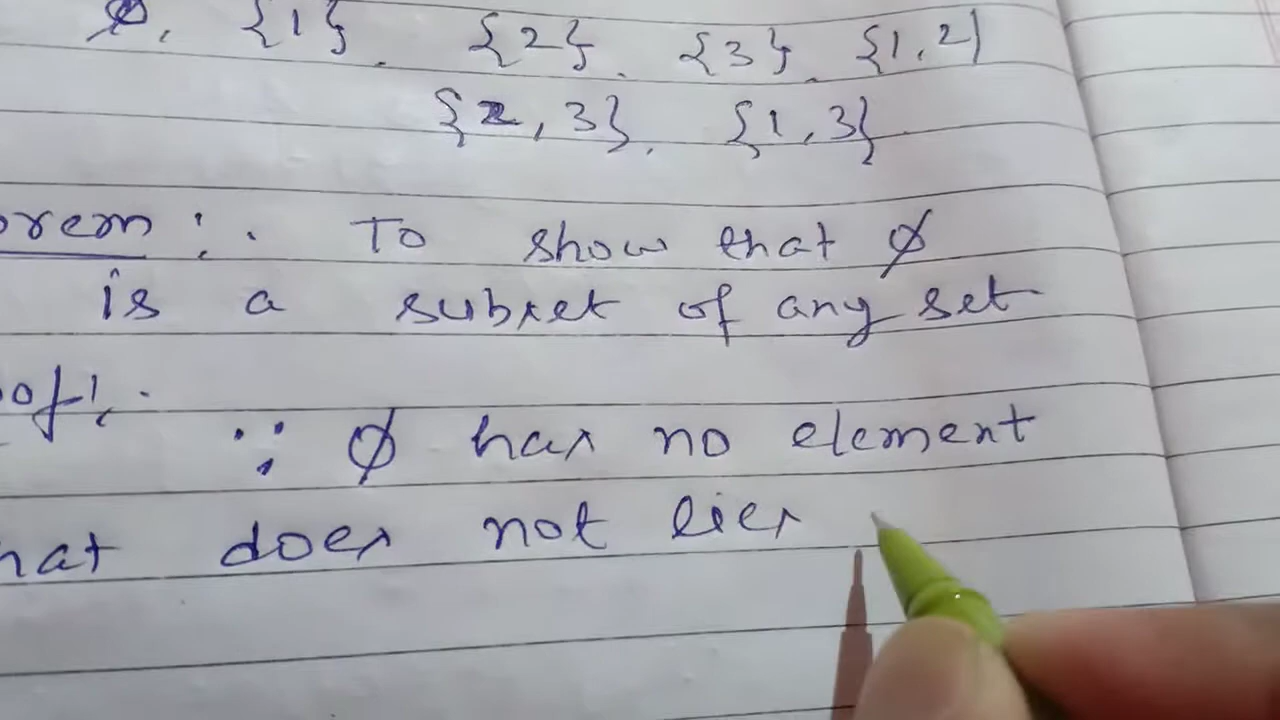 ∅, {1}, {2}, {3}, {1,2}
{2,3}, {1,3}
orem :. To show that ∅
is a subset of any set
oof:.
∵ ∅ has no element
hat does not lies